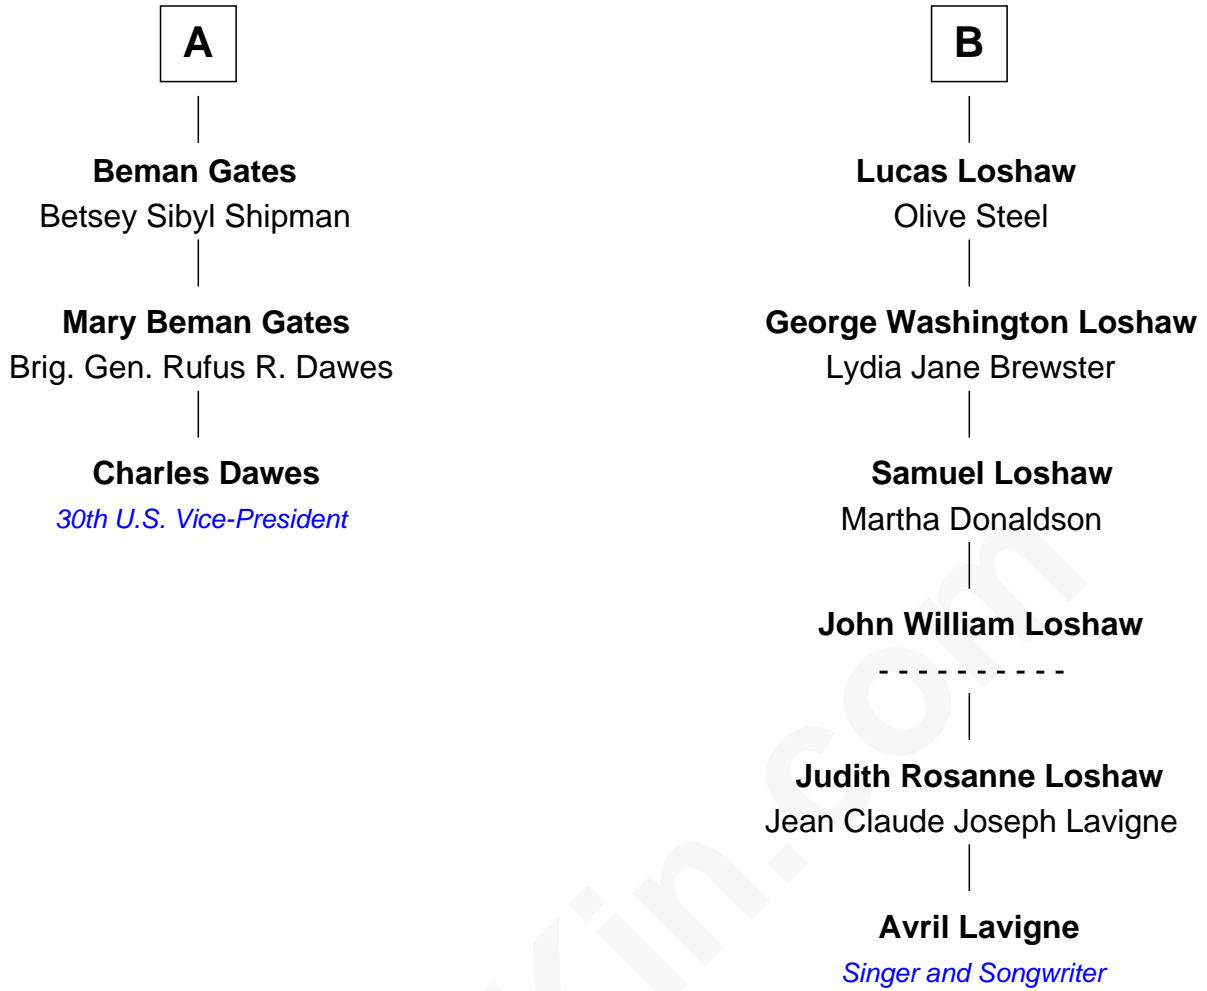 A
Beman Gates
Betsey Sibyl Shipman
Mary Beman Gates
Brig. Gen. Rufus R. Dawes
Charles Dawes
30th U.S. Vice-President
B
Lucas Loshaw
Olive Steel
George Washington Loshaw
Lydia Jane Brewster
Samuel Loshaw
Martha Donaldson
John William Loshaw
- - - - - - - - - -
Judith Rosanne Loshaw
Jean Claude Joseph Lavigne
Avril Lavigne
Singer and Songwriter
Kin.com